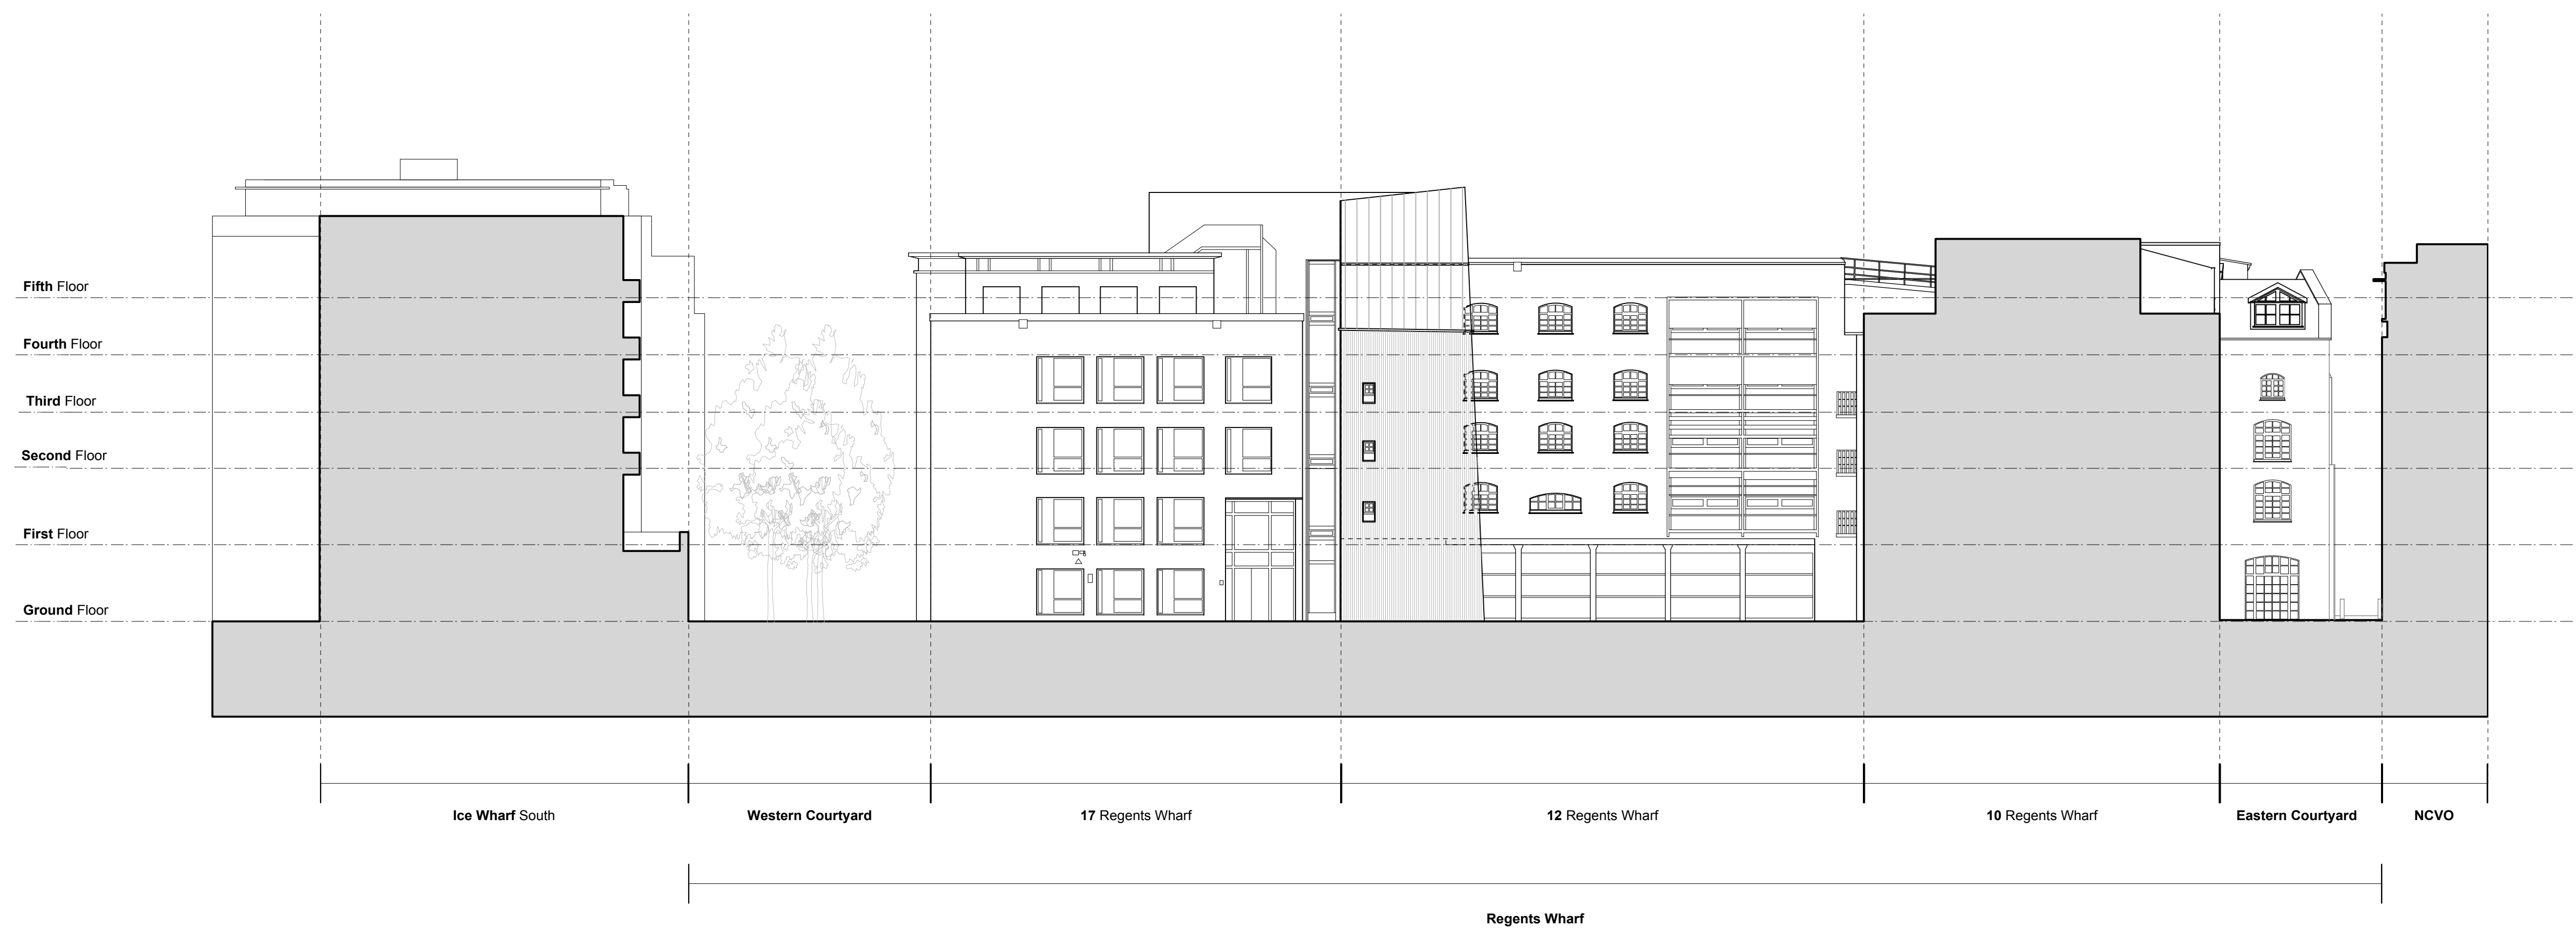 Fifth Floor
Fourth Floor
Third Floor
Second Floor
First Floor
Ground Floor
Ice Wharf South
Western Courtyard
17 Regents Wharf
12 Regents Wharf
10 Regents Wharf
Eastern Courtyard
NCVO
Regents Wharf